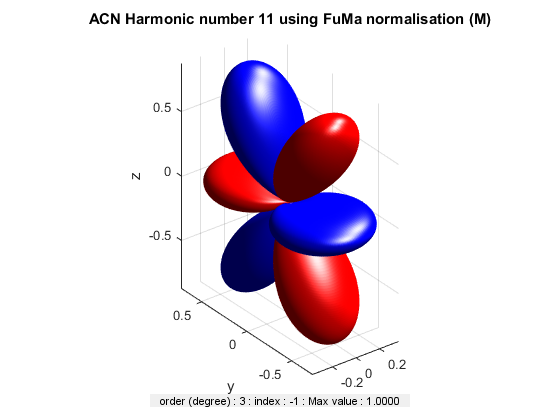 ACN Harmonic number 11 using FuMa normalisation (M)
0.5
0
-0.5
z
0.5
0
-0.5
y
-0.2
0
0.2
order (degree) : 3 : index : -1 : Max value : 1.0000